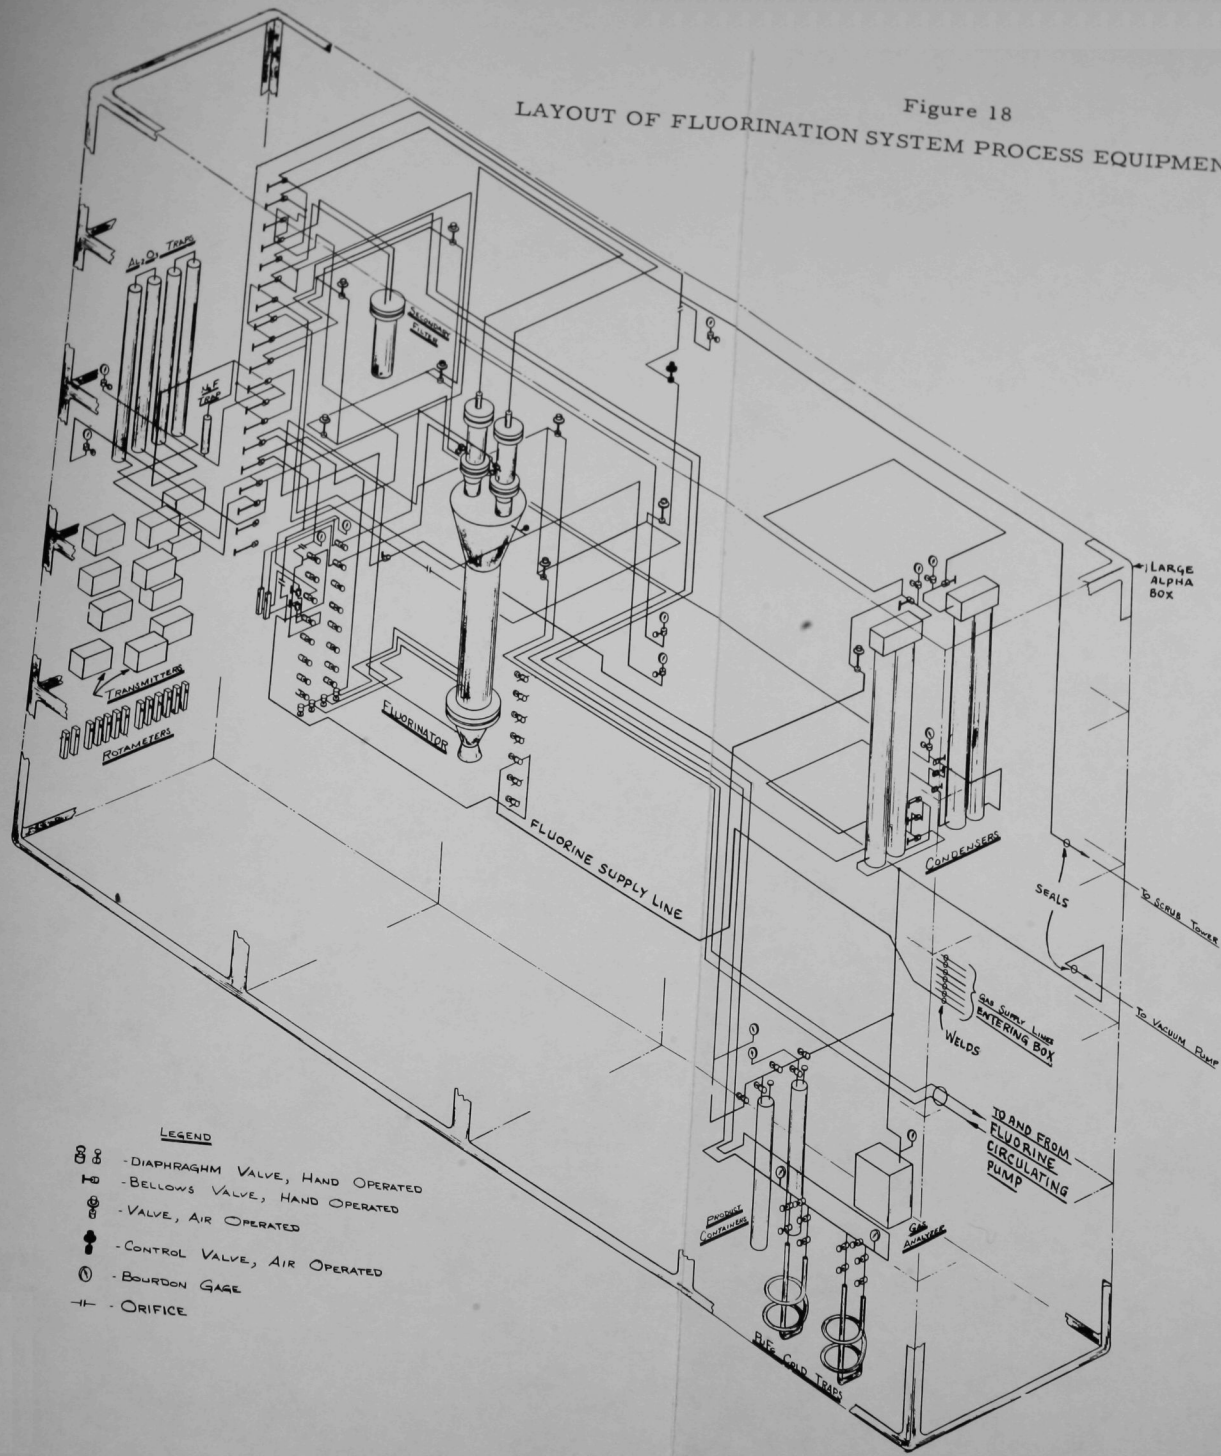 Figure 18
LAYOUT OF FLUORINATION SYSTEM PROCESS EQUIPMEN
Al2O3 TRAPS
SECONDARY
FILTER
NaF
TRAP
LARGE
ALPHA
BOX
TRANSMITTERS
ROTAMETERS
FLUORINATOR
FLUORINE SUPPLY LINE
CONDENSERS
SEALS
TO SCRUB TOWER
TO VACUUM PUMP
GAS SUPPLY LINES
ENTERING BOX
WELDS
TO AND FROM
FLUORINE
CIRCULATING
PUMP
PRODUCT
CONTAINERS
GAS
ANALYZER
COLD TRAPS
LEGEND
- DIAPHRAGHM VALVE, HAND OPERATED
- BELLOWS VALVE, HAND OPERATED
- VALVE, AIR OPERATED
- CONTROL VALVE, AIR OPERATED
- BOURDON GAGE
- ORIFICE